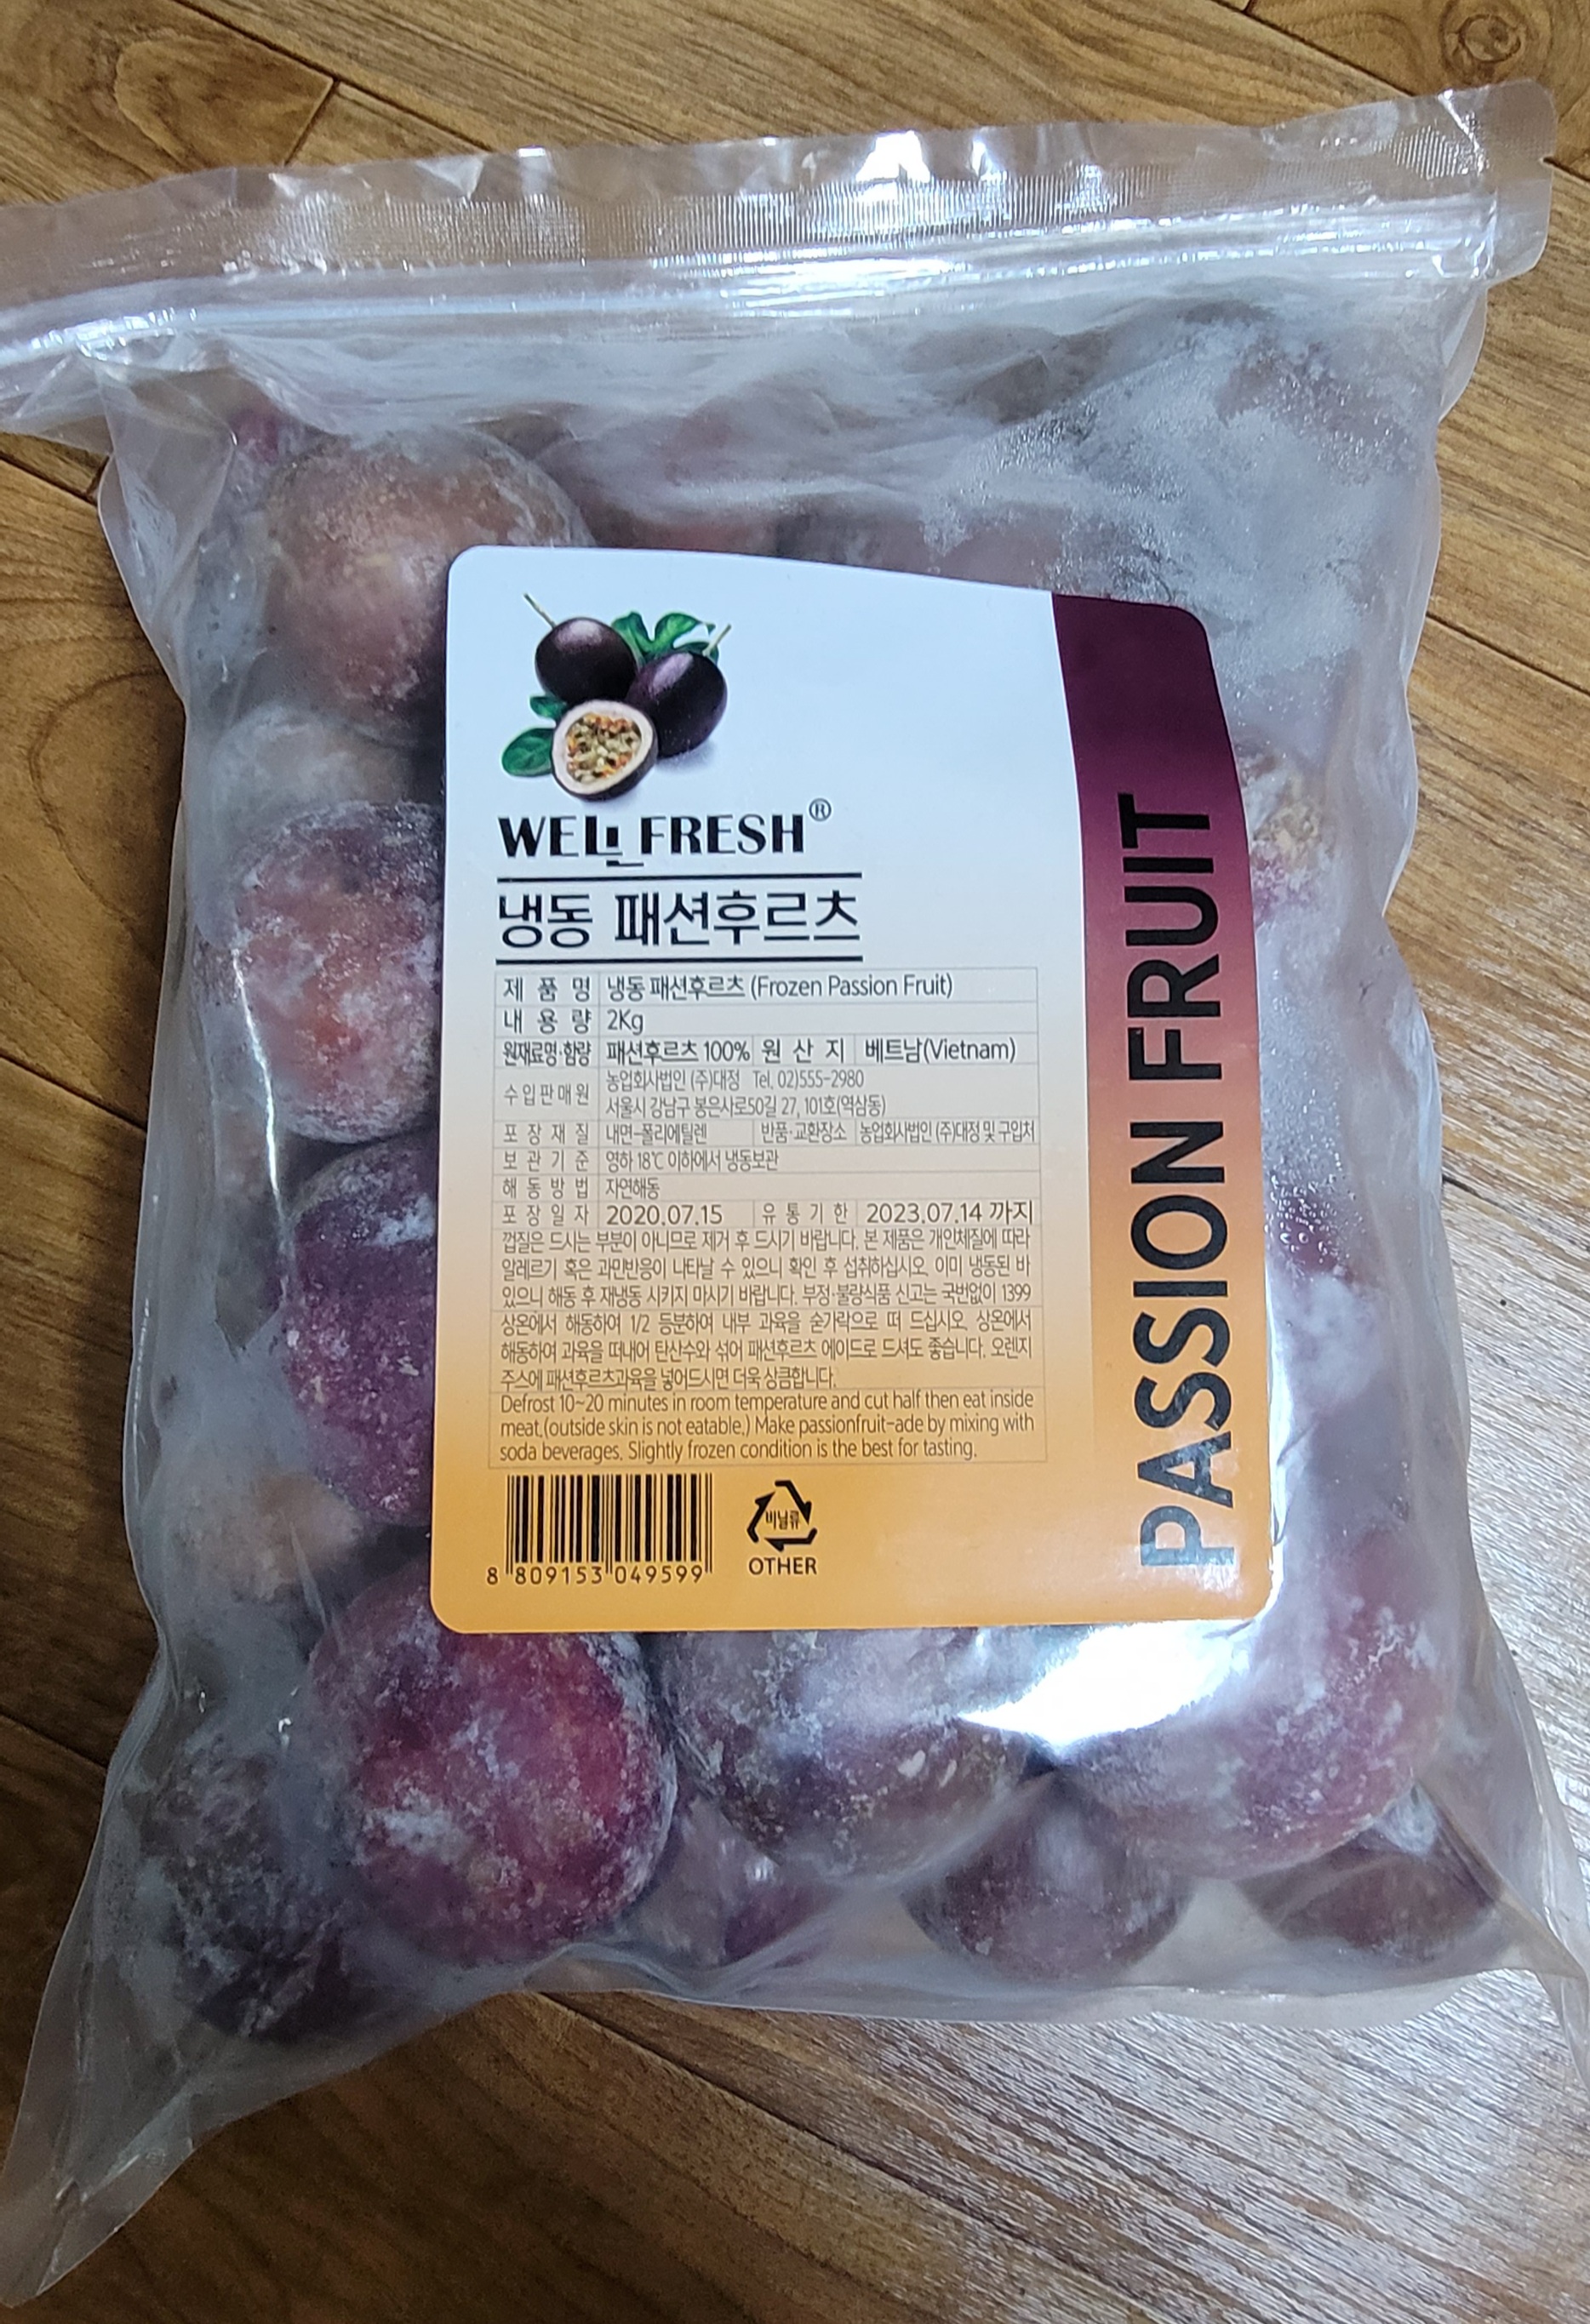 WELL FRESH®
냉동 패션후르츠
제 품 명 냉동 패션후르츠 (Frozen Passion Fruit)
내 용 량 2Kg
원재료명·함량 패션후르츠 100% 원 산 지 베트남(Vietnam)
수입판매원 농업회사법인 (주)대정 Tel. 02)555-2980
서울시 강남구 봉은사로50길 27, 101호(역삼동)
포 장 재 질 내면-폴리에틸렌 반품·교환장소 농업회사법인 (주)대정 및 구입처
보 관 기 준 영하 18℃ 이하에서 냉동보관
해 동 방 법 자연해동
포 장 일 자 2020.07.15 유 통 기 한 2023.07.14 까지
껍질은 드시는 부분이 아니므로 제거 후 드시기 바랍니다. 본 제품은 개인체질에 따라
알레르기 혹은 과민반응이 나타날 수 있으니 확인 후 섭취하십시오. 이미 냉동된 바
있으니 해동 후 재냉동 시키지 마시기 바랍니다. 부정·불량식품 신고는 국번없이 1399
상온에서 해동하여 1/2 등분하여 내부 과육을 숟가락으로 떠 드십시오. 상온에서
해동하여 과육을 떠내어 탄산수와 섞어 패션후르츠 에이드로 드셔도 좋습니다. 오렌지
주스에 패션후르츠과육을 넣어드시면 더욱 상큼합니다.
Defrost 10~20 minutes in room temperature and cut half then eat inside
meat.(outside skin is not eatable.) Make passionfruit-ade by mixing with
soda beverages. Slightly frozen condition is the best for tasting.
8 809153 049599
비닐류
OTHER
PASSION FRUIT